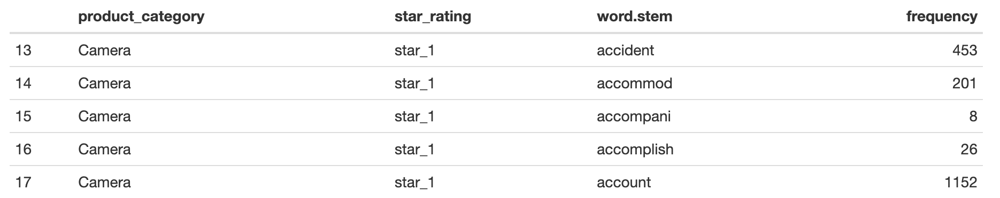 product_category star_rating word.stem frequency
13 Camera star_1 accident 453
14 Camera star_1 accommod 201
15 Camera star_1 accompani 8
16 Camera star_1 accomplish 26
17 Camera star_1 account 1152